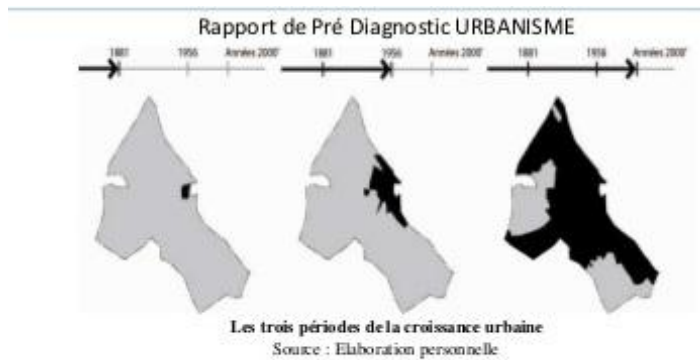 Rapport de Pré Diagnostic URBANISME
1881 1956 Années 2000' 1881 1956 Années 2000' 1881 1956 Années 2000'
Les trois périodes de la croissance urbaine
Source : Elaboration personnelle